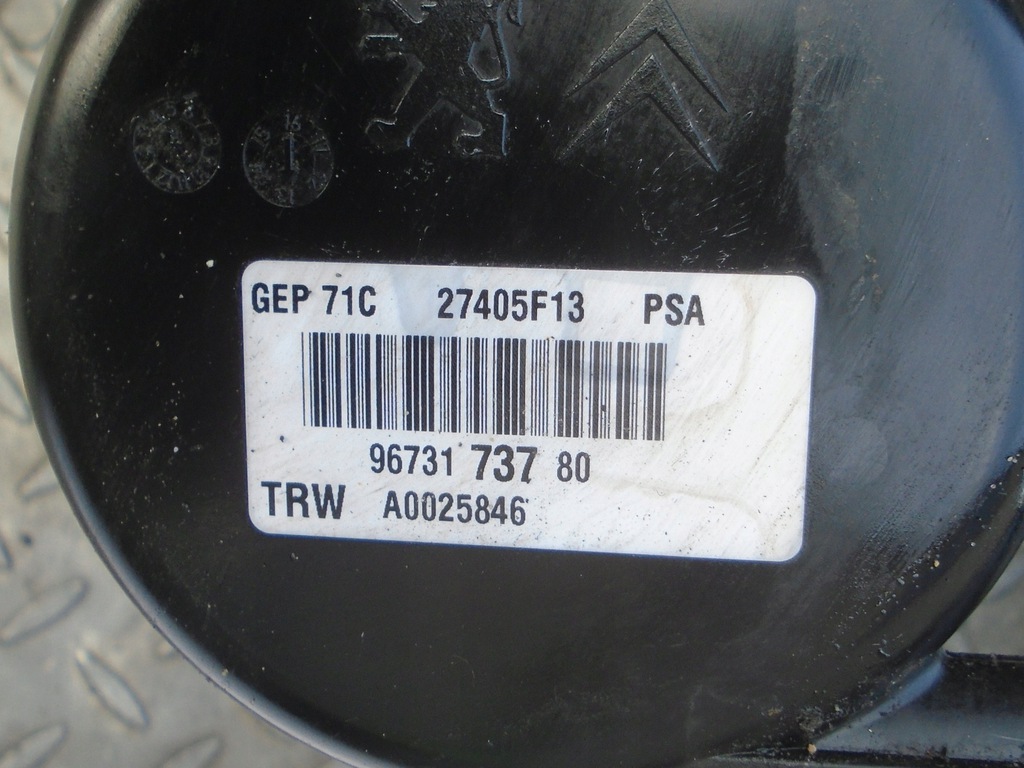 GEP 71C 27405F13 PSA
96731 737 80
TRW A0025846